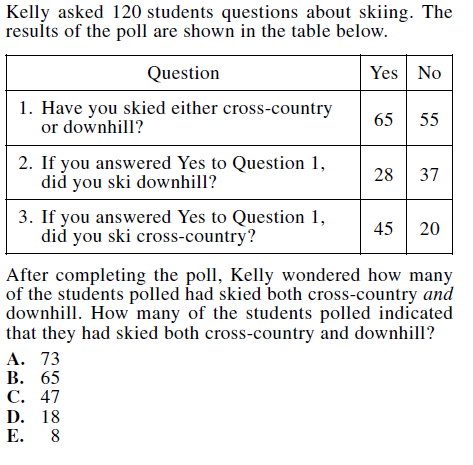 Kelly asked 120 students questions about skiing. The
results of the poll are shown in the table below.
Question Yes No
1. Have you skied either cross-country
or downhill? 65 55
2. If you answered Yes to Question 1,
did you ski downhill? 28 37
3. If you answered Yes to Question 1,
did you ski cross-country? 45 20
After completing the poll, Kelly wondered how many
of the students polled had skied both cross-country and
downhill. How many of the students polled indicated
that they had skied both cross-country and downhill?
A. 73
B. 65
C. 47
D. 18
E. 8